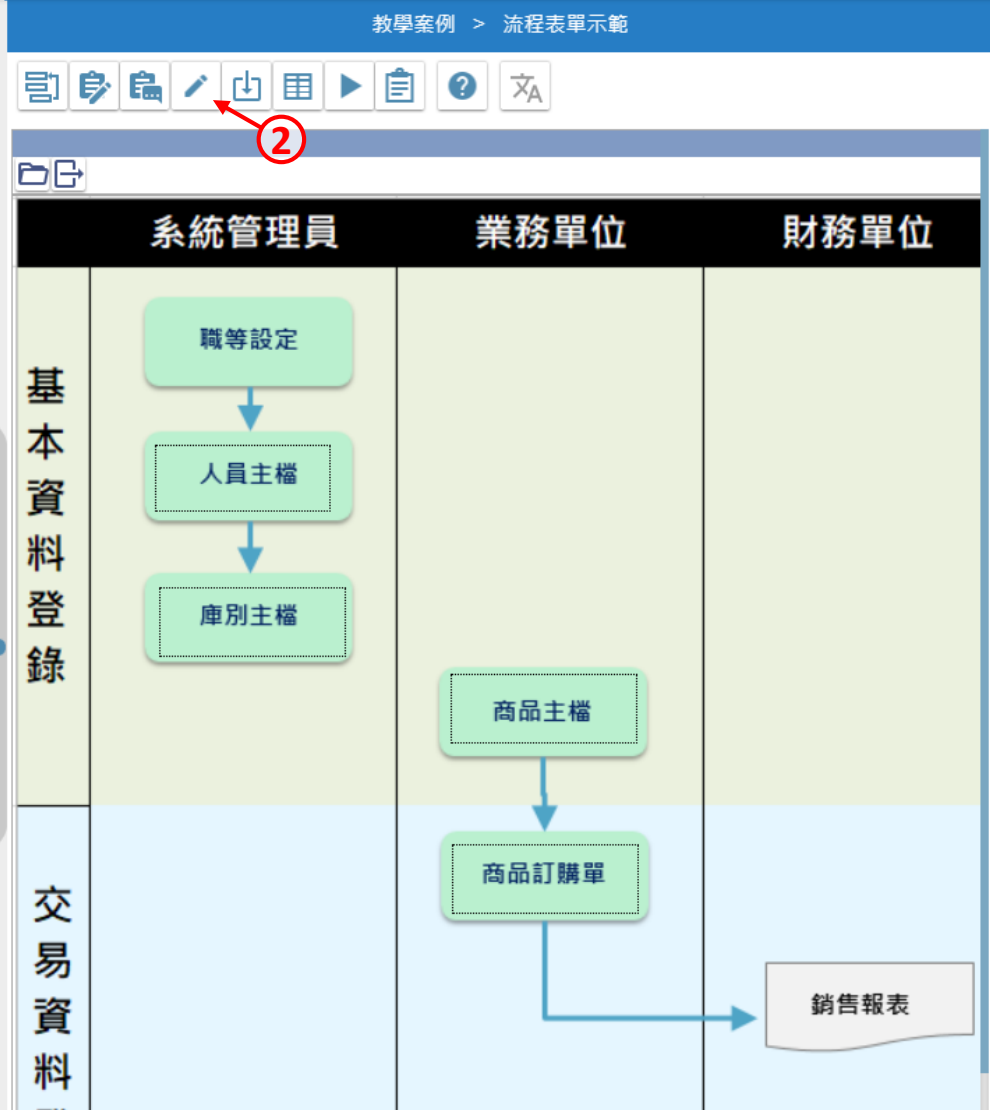 教學案例 > 流程表單示範
2
系統管理員 業務單位 財務單位
基本資料登錄
職等設定
人員主檔
庫別主檔
商品主檔
交易資料
商品訂購單
銷售報表